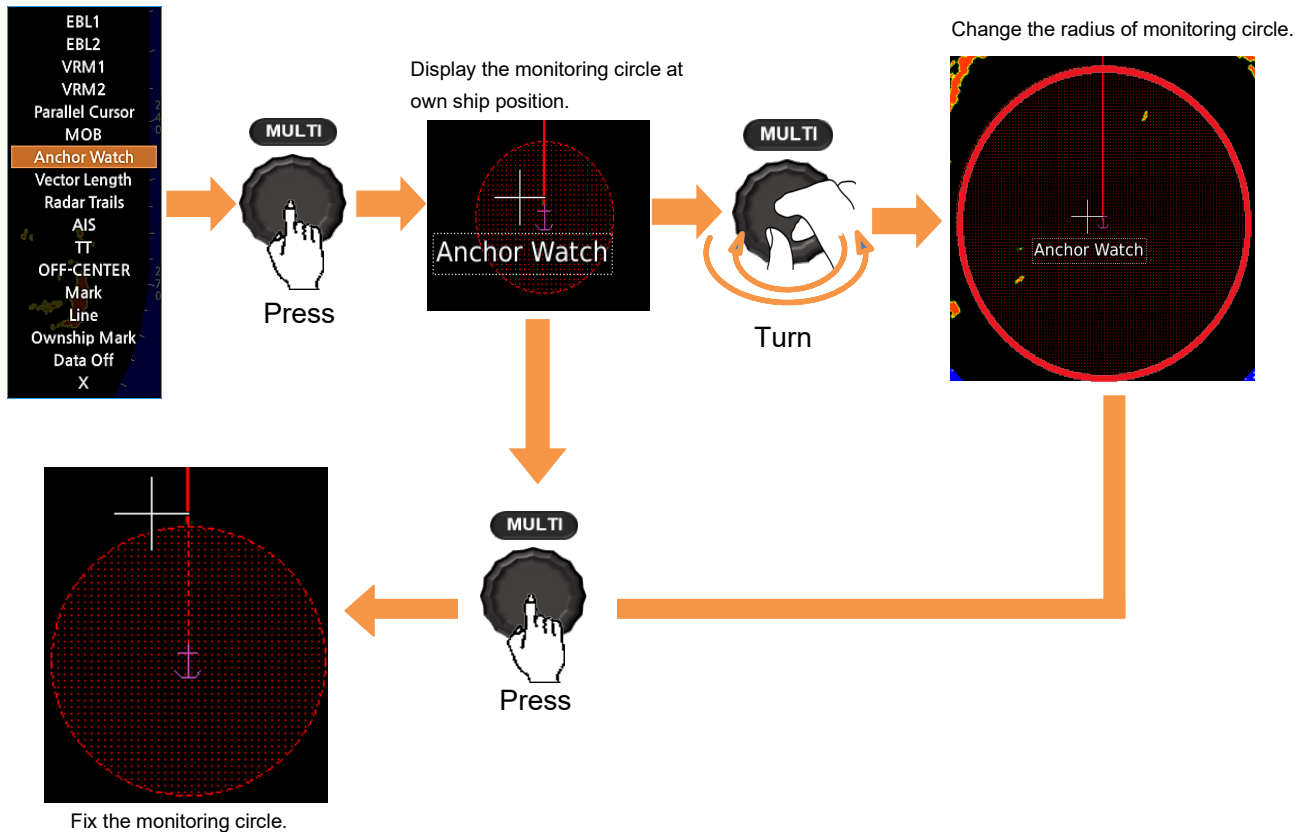 EBL1
EBL2
VRM1
VRM2
Parallel Cursor
MOB
Anchor Watch
Vector Length
Radar Trails
AIS
TT
OFF-CENTER
Mark
Line
Ownship Mark
Data Off
X
240
270
MULTI
Press
Display the monitoring circle at
own ship position.
Anchor Watch
MULTI
Turn
Change the radius of monitoring circle.
Anchor Watch
MULTI
Press
Fix the monitoring circle.